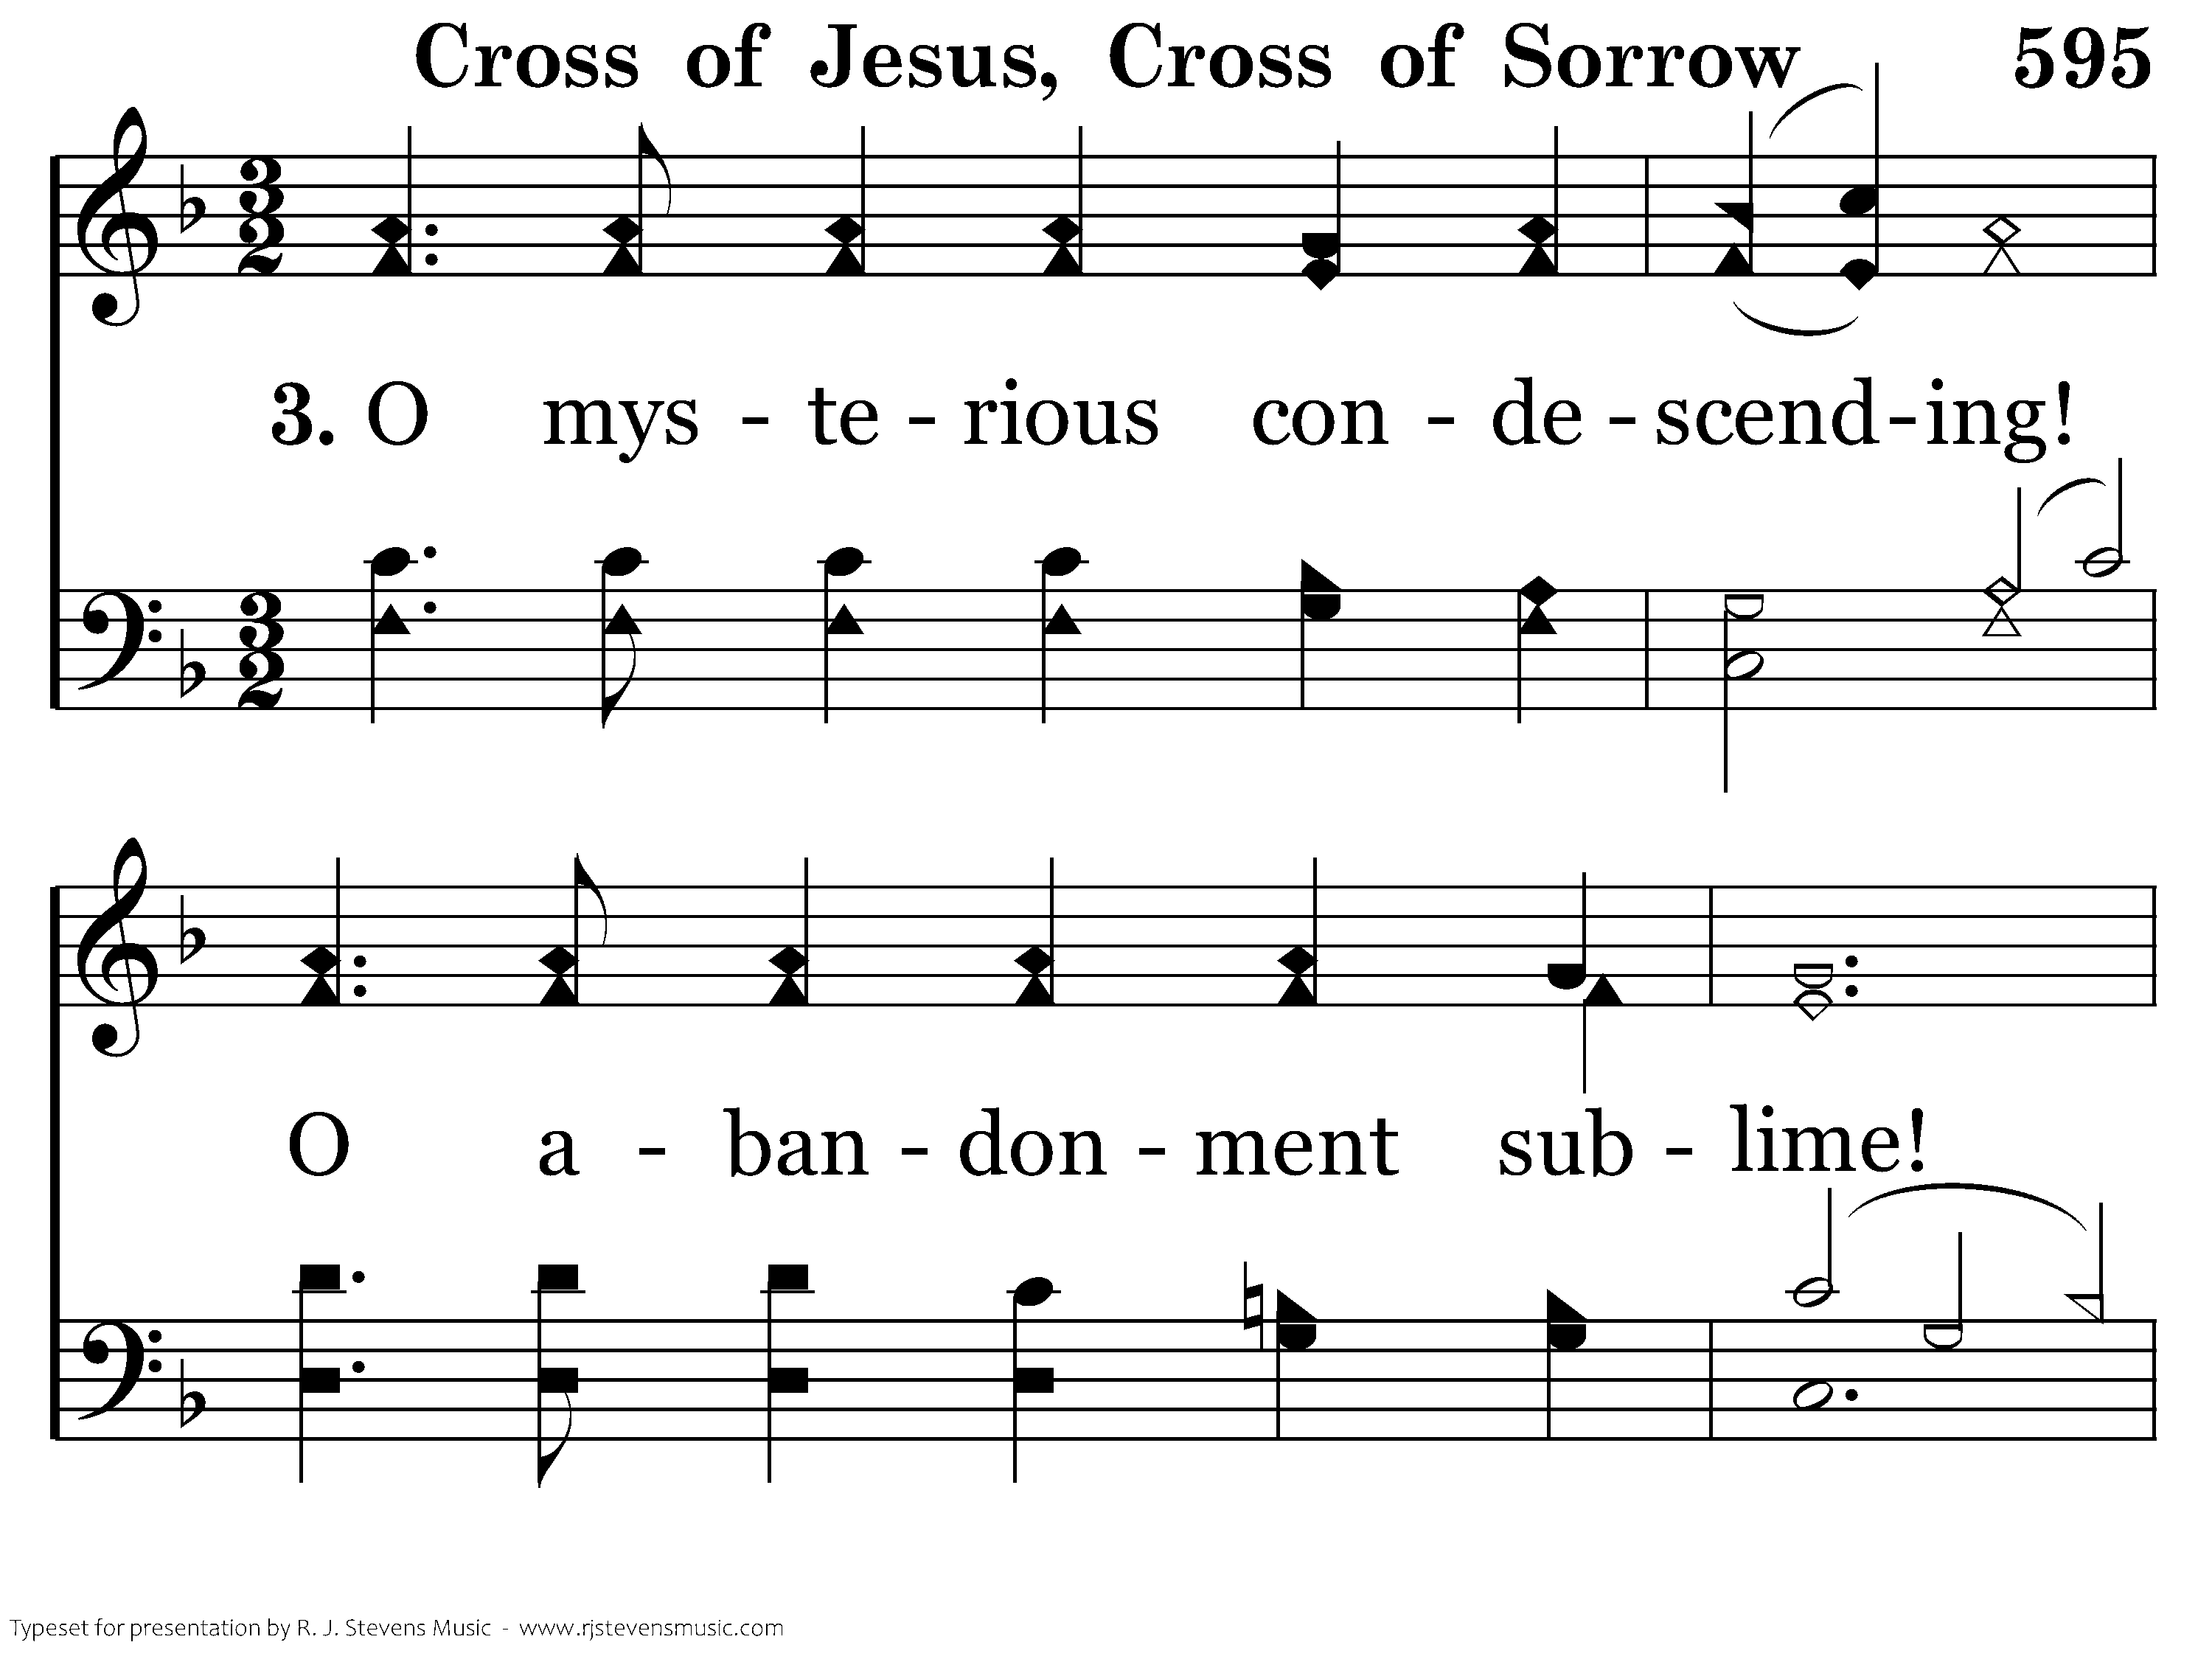 Cross of Jesus, Cross of Sorrow 595
3. O mys - te - rious con - de - scend - ing!
O a - ban - don - ment sub - lime!
Typeset for presentation by R. J. Stevens Music - www.rjstevensmusic.com